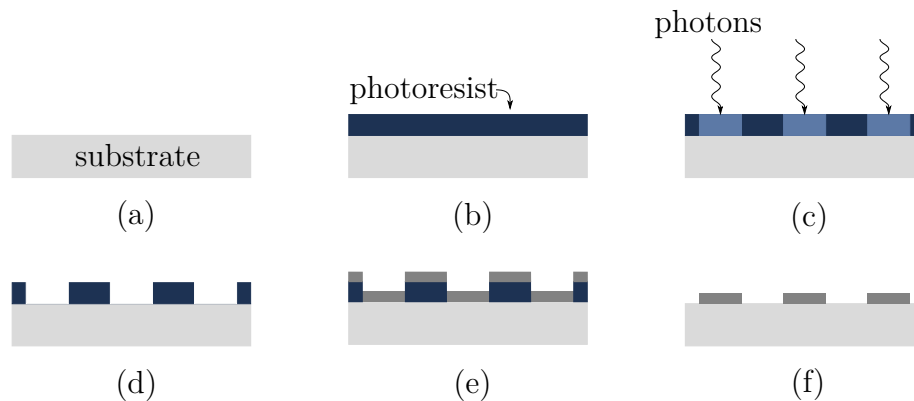 photons
photoresist
substrate
(a)
(b)
(c)
(d)
(e)
(f)